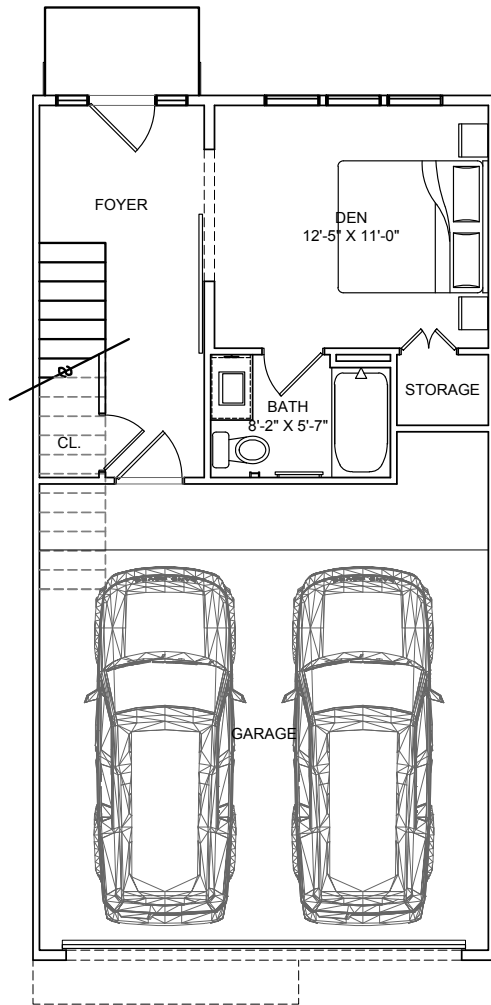 FOYER
DEN
12'-5" X 11'-0"
STORAGE
BATH
8'-2" X 5'-7"
CL.
GARAGE